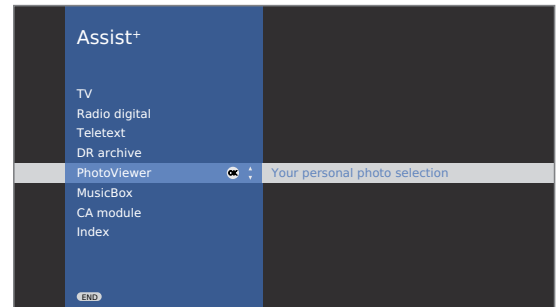 Assist+
TV
Radio digital
Teletext
DR archive
PhotoViewer OK Your personal photo selection
MusicBox
CA module
Index
END